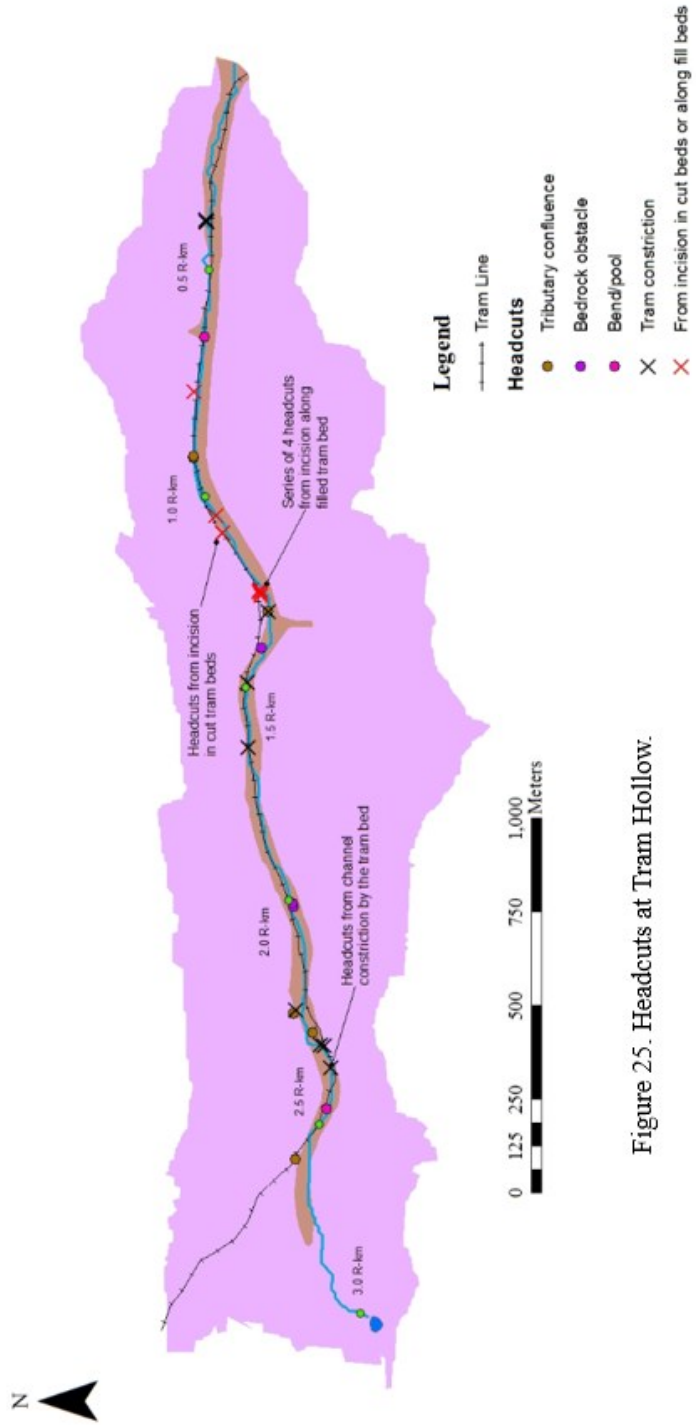 N
0.5 R-km
1.0 R-km
Headcuts from incision
in cut tram beds
Series of 4 headcuts
from incision along
filled tram bed
1.5 R-km
2.0 R-km
Headcuts from channel
constriction by the tram bed
2.5 R-km
3.0 R-km
0 125 250 500 750 1,000
Meters
Legend
Tram Line
Headcuts
Tributary confluence
Bedrock obstacle
Bend/pool
Tram constriction
From incision in cut beds or along fill beds
Figure 25. Headcuts at Tram Hollow.